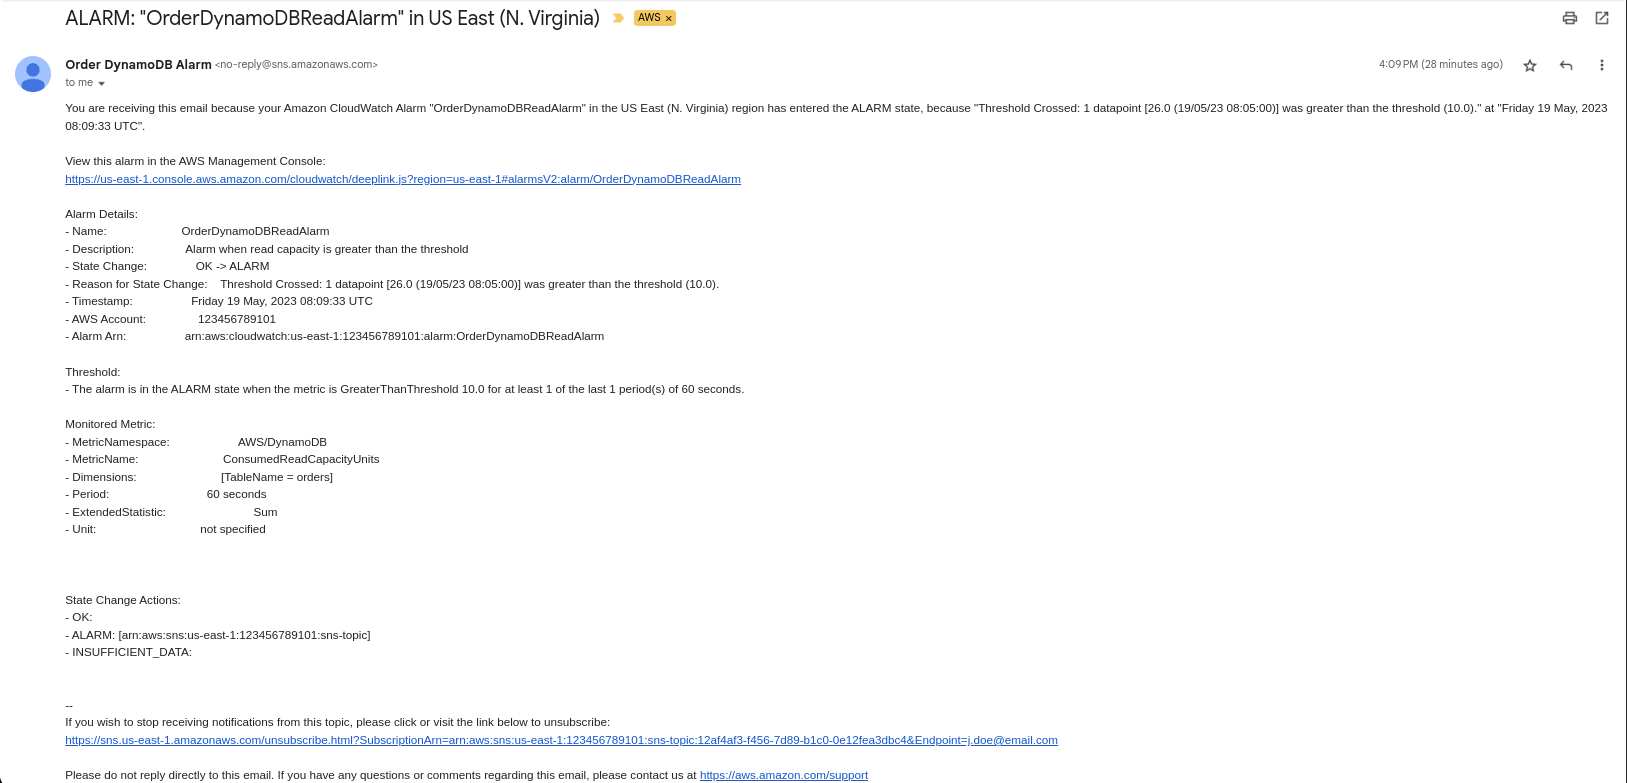 ALARM: "OrderDynamoDBReadAlarm" in US East (N. Virginia) AWS ×
Order DynamoDB Alarm <no-reply@sns.amazonaws.com> 4:09 PM (28 minutes ago)
to me
You are receiving this email because your Amazon CloudWatch Alarm "OrderDynamoDBReadAlarm" in the US East (N. Virginia) region has entered the ALARM state, because "Threshold Crossed: 1 datapoint [26.0 (19/05/23 08:05:00)] was greater than the threshold (10.0)." at "Friday 19 May, 2023
08:09:33 UTC".
View this alarm in the AWS Management Console:
https://us-east-1.console.aws.amazon.com/cloudwatch/deeplink.js?region=us-east-1#alarmsV2:alarm/OrderDynamoDBReadAlarm
Alarm Details:
- Name: OrderDynamoDBReadAlarm
- Description: Alarm when read capacity is greater than the threshold
- State Change: OK -> ALARM
- Reason for State Change: Threshold Crossed: 1 datapoint [26.0 (19/05/23 08:05:00)] was greater than the threshold (10.0).
- Timestamp: Friday 19 May, 2023 08:09:33 UTC
- AWS Account: 123456789101
- Alarm Arn: arn:aws:cloudwatch:us-east-1:123456789101:alarm:OrderDynamoDBReadAlarm
Threshold:
- The alarm is in the ALARM state when the metric is GreaterThanThreshold 10.0 for at least 1 of the last 1 period(s) of 60 seconds.
Monitored Metric:
- MetricNamespace: AWS/DynamoDB
- MetricName: ConsumedReadCapacityUnits
- Dimensions: [TableName = orders]
- Period: 60 seconds
- ExtendedStatistic: Sum
- Unit: not specified
State Change Actions:
- OK:
- ALARM: [arn:aws:sns:us-east-1:123456789101:sns-topic]
- INSUFFICIENT_DATA:
--
If you wish to stop receiving notifications from this topic, please click or visit the link below to unsubscribe:
https://sns.us-east-1.amazonaws.com/unsubscribe.html?SubscriptionArn=arn:aws:sns:us-east-1:123456789101:sns-topic:12af4af3-f456-7d89-b1c0-0e12fea3dbc4&Endpoint=j.doe@email.com
Please do not reply directly to this email. If you have any questions or comments regarding this email, please contact us at https://aws.amazon.com/support